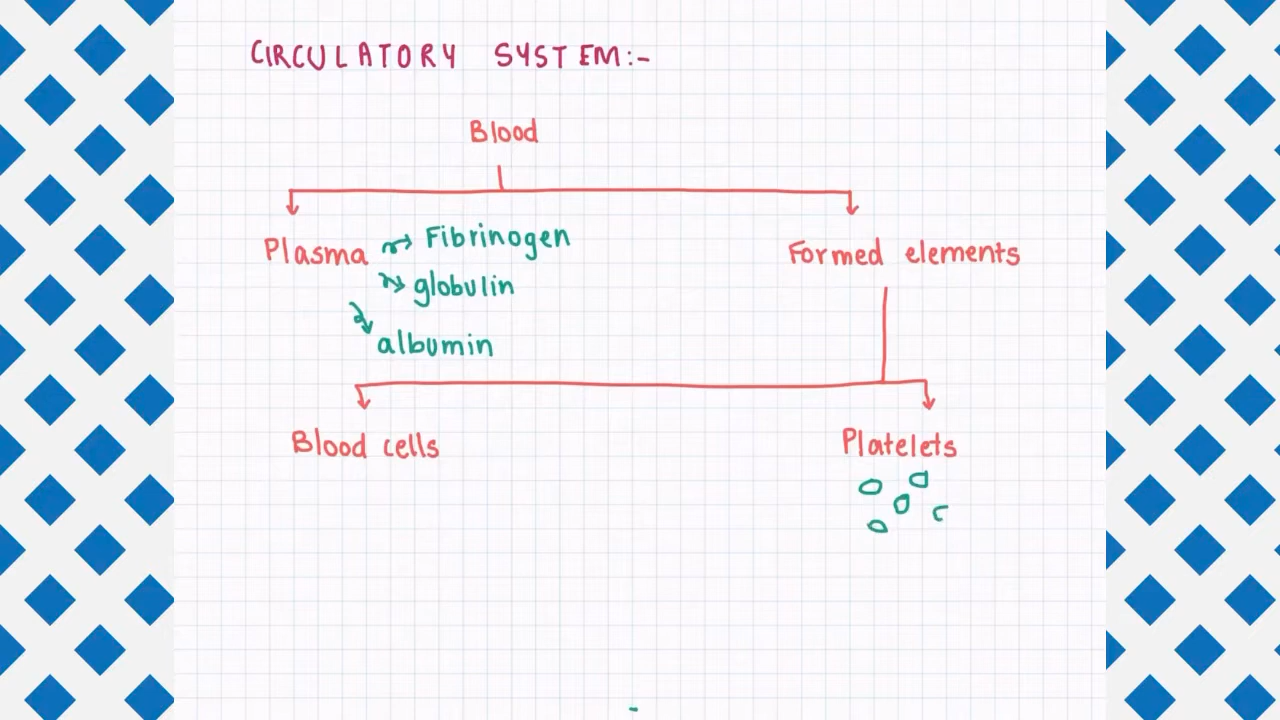 CIRCULATORY SYSTEM:-
Blood
Plasma
Fibrinogen
globulin
albumin
Formed elements
Blood cells
Platelets